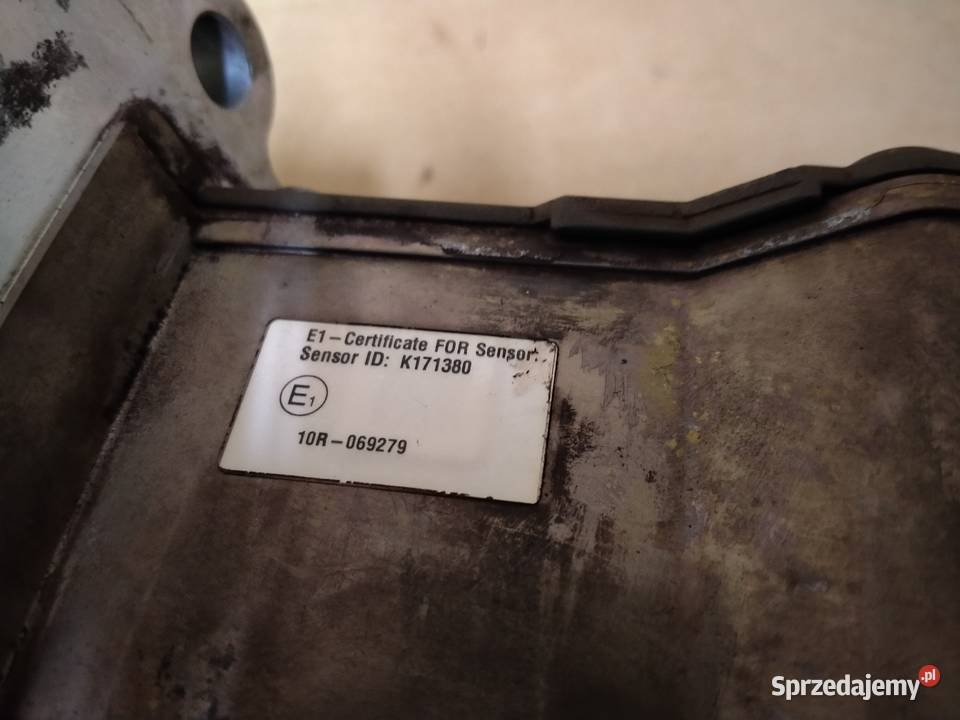 E1-Certificate FOR Sensor:
Sensor ID: K171380
E1
10R-069279
Sprzedajemy.pl